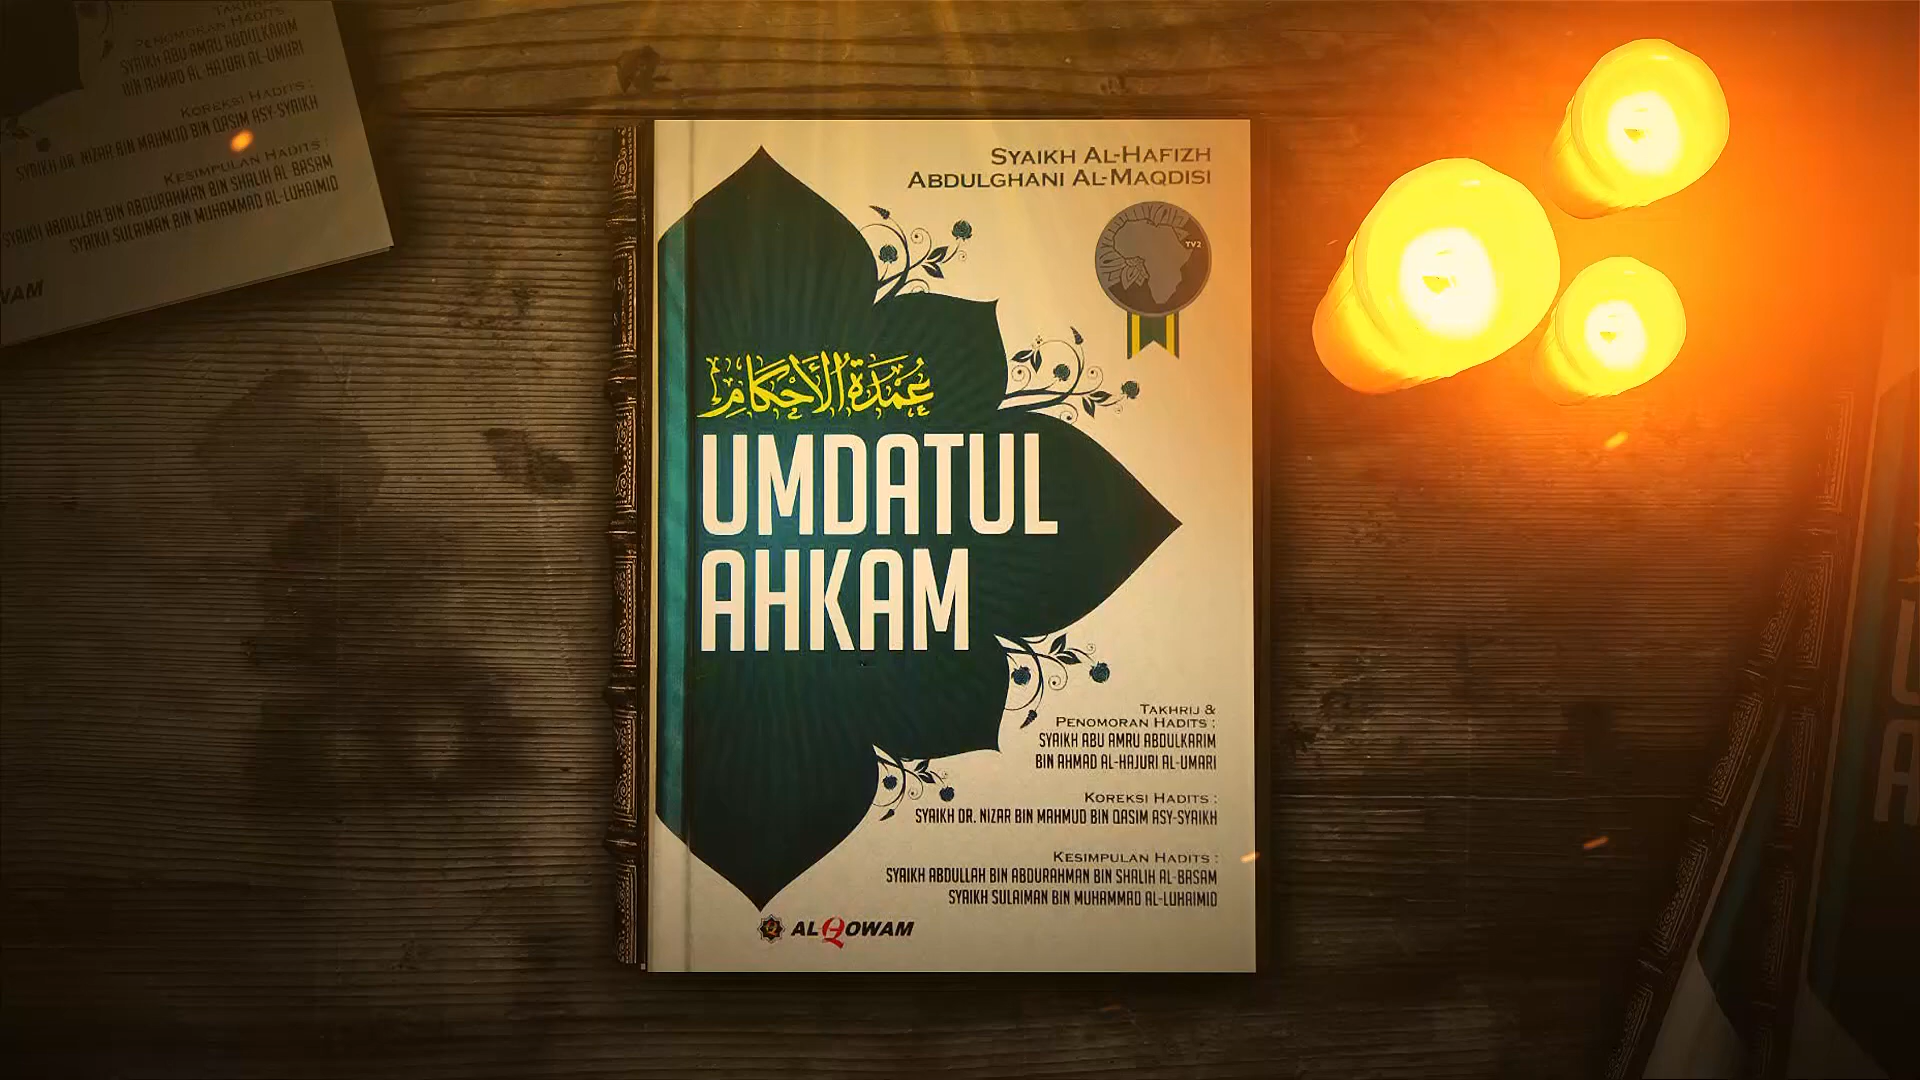 TAKHRIJ &
PENOMORAN HADITS :
SYAIKH ABU AMRU ABDULKARIM
BIN AHMAD AL-HAJURI AL-UMARI
KOREKSI HADITS :
SYAIKH DR. NIZAR BIN MAHMUD BIN QASIM ASY-SYAIKH
KESIMPULAN HADITS :
SYAIKH ABDULLAH BIN ABDURAHMAN BIN SHALIH AL-BASAM
SYAIKH SULAIMAN BIN MUHAMMAD AL-LUHAIMID
WAM
SYAIKH AL-HAFIZH
ABDULGHANI AL-MAQDISI
TV2
عُمْدَةُ الْأَحْكَامِ
UMDATUL
AHKAM
TAKHRIJ &
PENOMORAN HADITS :
SYAIKH ABU AMRU ABDULKARIM
BIN AHMAD AL-HAJURI AL-UMARI
KOREKSI HADITS :
SYAIKH DR. NIZAR BIN MAHMUD BIN QASIM ASY-SYAIKH
KESIMPULAN HADITS :
SYAIKH ABDULLAH BIN ABDURAHMAN BIN SHALIH AL-BASAM
SYAIKH SULAIMAN BIN MUHAMMAD AL-LUHAIMID
ALQOWAM
U
A